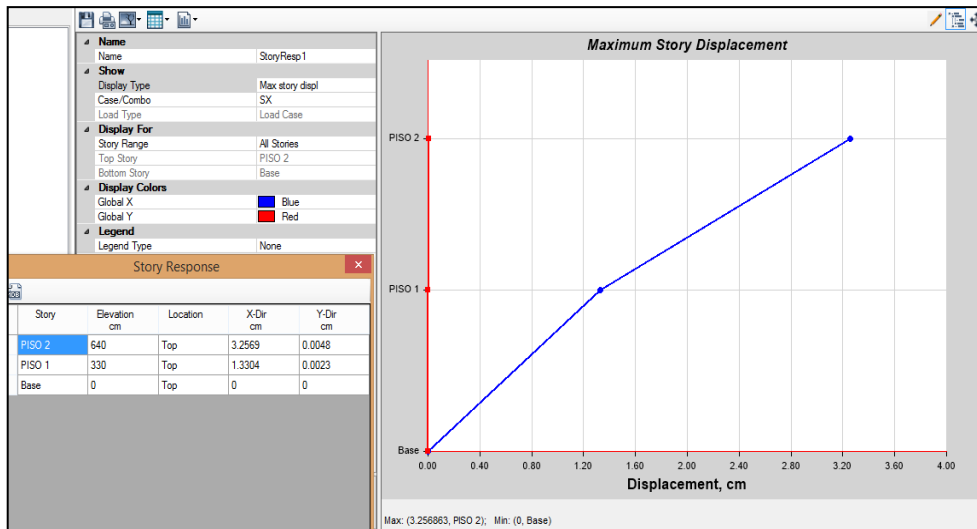 Name
Name StoryResp1
Show
Display Type Max story displ
Case/Combo SX
Load Type Load Case
Display For
Story Range All Stories
Top Story PISO 2
Bottom Story Base
Display Colors
Global X Blue
Global Y Red
Legend
Legend Type None
Story Response
Story Elevation Location X-Dir Y-Dir
cm cm cm
PISO 2 640 Top 3.2569 0.0048
PISO 1 330 Top 1.3304 0.0023
Base 0 Top 0 0
Maximum Story Displacement
PISO 2
PISO 1
Base
0.00 0.40 0.80 1.20 1.60 2.00 2.40 2.80 3.20 3.60 4.00
Displacement, cm
Max: (3.256863, PISO 2); Min: (0, Base)